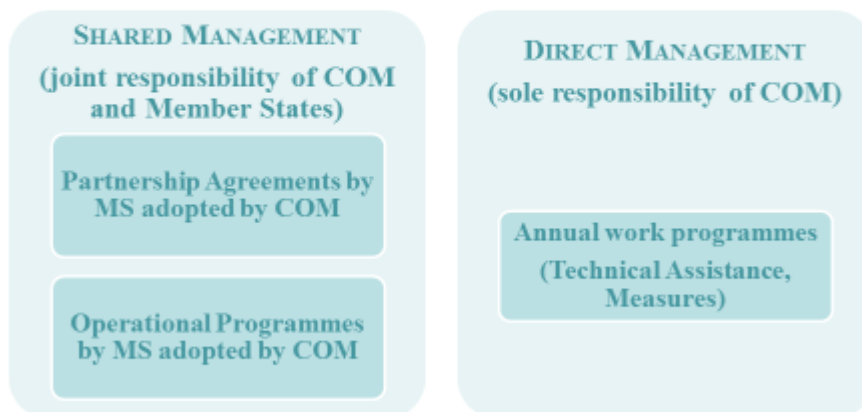 SHARED MANAGEMENT
(joint responsibility of COM
and Member States)
Partnership Agreements by
MS adopted by COM
Operational Programmes
by MS adopted by COM
DIRECT MANAGEMENT
(sole responsibility of COM)
Annual work programmes
(Technical Assistance,
Measures)